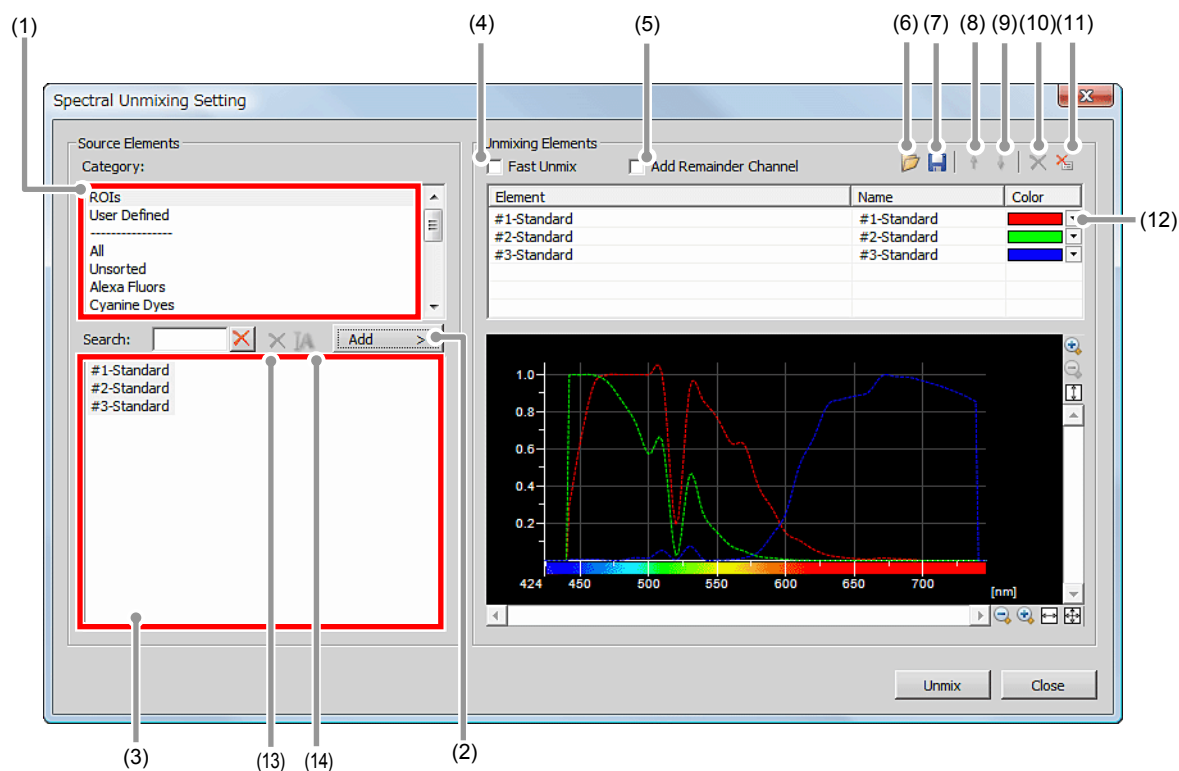 (1)
(4)
(5)
(6) (7) (8) (9)(10)(11)
Spectral Unmixing Setting
Source Elements
Category:
ROIs
User Defined
----------------
All
Unsorted
Alexa Fluors
Cyanine Dyes
Search:
Add >
#1-Standard
#2-Standard
#3-Standard
Unmixing Elements
Fast Unmix
Add Remainder Channel
Element Name Color
#1-Standard #1-Standard
#2-Standard #2-Standard
#3-Standard #3-Standard
(12)
1.0
0.8
0.6
0.4
0.2
424 450 500 550 600 650 700
[nm]
Unmix Close
(3)
(13)
(14)
(2)